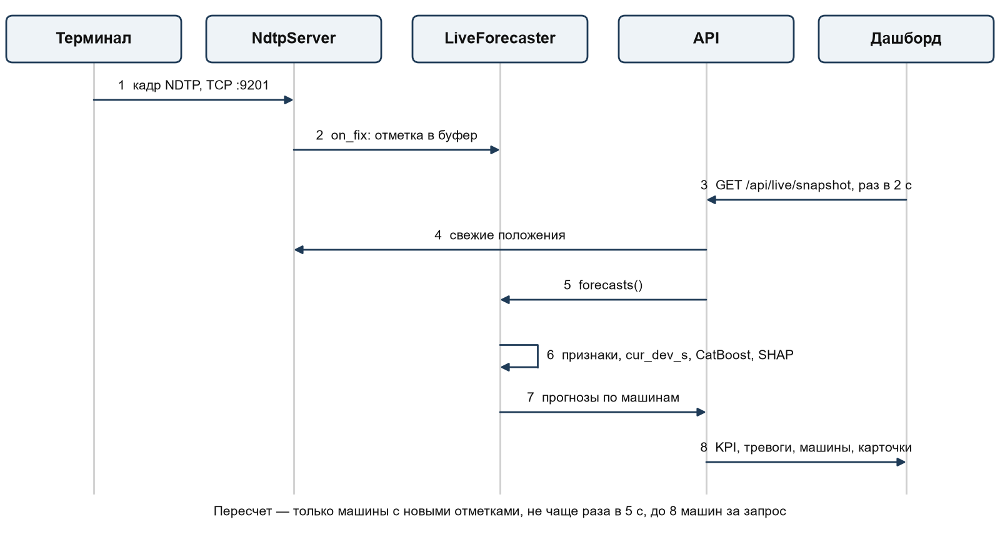 Терминал
NdtpServer
LiveForecaster
API
Дашборд
1 кадр NDTP, TCP :9201
2 on_fix: отметка в буфер
3 GET /api/live/snapshot, раз в 2 с
4 свежие положения
5 forecasts()
6 признаки, cur_dev_s, CatBoost, SHAP
7 прогнозы по машинам
8 KPI, тревоги, машины, карточки
Пересчет — только машины с новыми отметками, не чаще раза в 5 с, до 8 машин за запрос